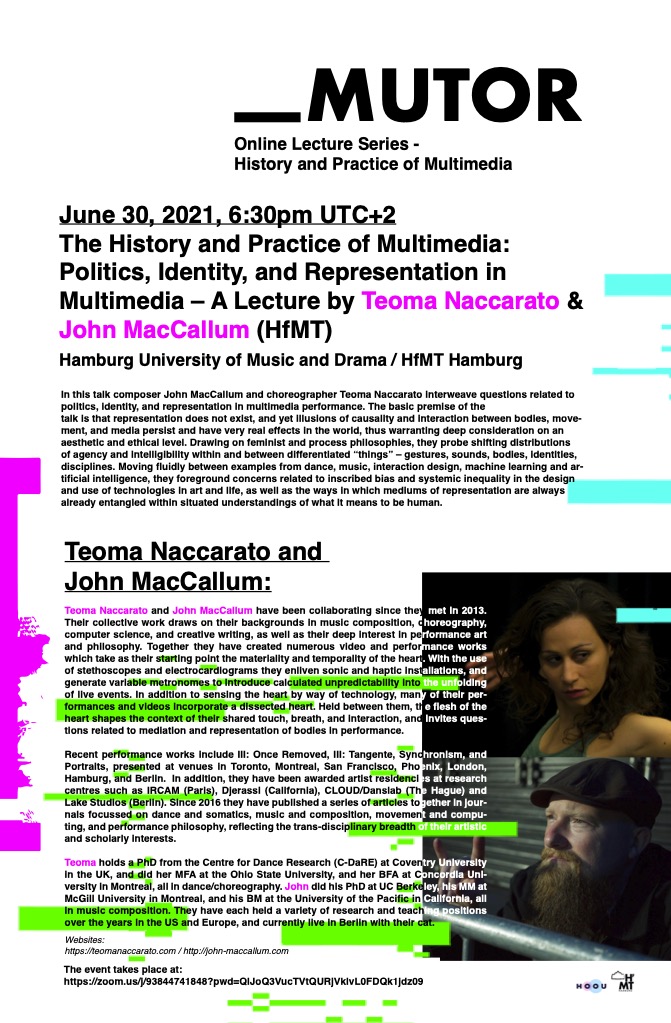 _MUTOR
Online Lecture Series -
History and Practice of Multimedia
June 30, 2021, 6:30pm UTC+2
The History and Practice of Multimedia:
Politics, Identity, and Representation in
Multimedia – A Lecture by Teoma Naccarato &
John MacCallum (HfMT)
Hamburg University of Music and Drama / HfMT Hamburg
In this talk composer John MacCallum and choreographer Teoma Naccarato interweave questions related to
politics, identity, and representation in multimedia performance. The basic premise of the
talk is that representation does not exist, and yet illusions of causality and interaction between bodies, move-
ment, and media persist and have very real effects in the world, thus warranting deep consideration on an
aesthetic and ethical level. Drawing on feminist and process philosophies, they probe shifting distributions
of agency and intelligibility within and between differentiated “things” – gestures, sounds, bodies, identities,
disciplines. Moving fluidly between examples from dance, music, interaction design, machine learning and ar-
tificial intelligence, they foreground concerns related to inscribed bias and systemic inequality in the design
and use of technologies in art and life, as well as the ways in which mediums of representation are always
already entangled within situated understandings of what it means to be human.
Teoma Naccarato and
John MacCallum:
Teoma Naccarato and John MacCallum have been collaborating since they met in 2013.
Their collective work draws on their backgrounds in music composition, choreography,
computer science, and creative writing, as well as their deep interest in performance art
and philosophy. Together they have created numerous video and performance works
which take as their starting point the materiality and temporality of the heart. With the use
of stethoscopes and electrocardiograms they enliven sonic and haptic installations, and
generate variable metronomes to introduce calculated unpredictability into the unfolding
of live events. In addition to sensing the heart by way of technology, many of their per-
formances and videos incorporate a dissected heart. Held between them, the flesh of the
heart shapes the context of their shared touch, breath, and interaction, and invites ques-
tions related to mediation and representation of bodies in performance.
Recent performance works include III: Once Removed, III: Tangente, Synchronism, and
Portraits, presented at venues in Toronto, Montreal, San Francisco, Phoenix, London,
Hamburg, and Berlin. In addition, they have been awarded artist residencies at research
centres such as IRCAM (Paris), Djerassi (California), CLOUD/Danslab (The Hague) and
Lake Studios (Berlin). Since 2016 they have published a series of articles together in jour-
nals focussed on dance and somatics, music and composition, movement and compu-
ting, and performance philosophy, reflecting the trans-disciplinary breadth of their artistic
and scholarly interests.
Teoma holds a PhD from the Centre for Dance Research (C-DaRE) at Coventry University
in the UK, and did her MFA at the Ohio State University, and her BFA at Concordia Uni-
versity in Montreal, all in dance/choreography. John did his PhD at UC Berkeley, his MM at
McGill University in Montreal, and his BM at the University of the Pacific in California, all
in music composition. They have each held a variety of research and teaching positions
over the years in the US and Europe, and currently live in Berlin with their cat.
Websites:
https://teomanaccarato.com / http://john-maccallum.com
The event takes place at:
https://zoom.us/j/93844741848?pwd=QlJoQ3VucTVtQURjVkIvL0FDQk1jdz09
HOOU
HfMT